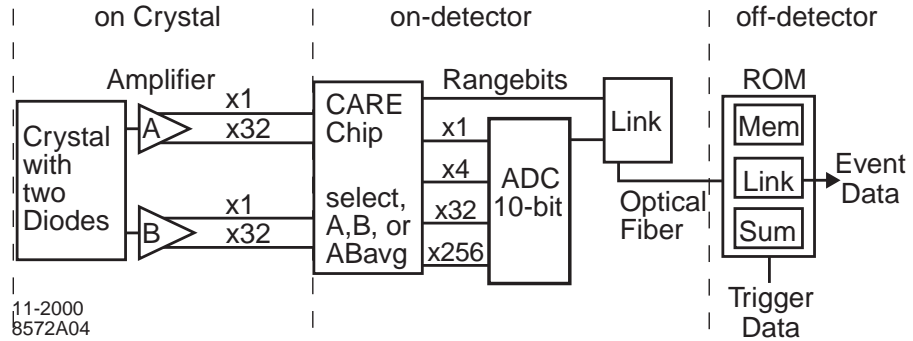 on Crystal
on-detector
off-detector
Amplifier
Rangebits
ROM
Crystal
with
two
Diodes
A
x1
x32
B
x1
x32
CARE
Chip
select,
A,B, or
ABavg
x1
x4
x32
x256
ADC
10-bit
Link
Optical
Fiber
Mem
Link
Sum
Event
Data
Trigger
Data
11-2000
8572A04